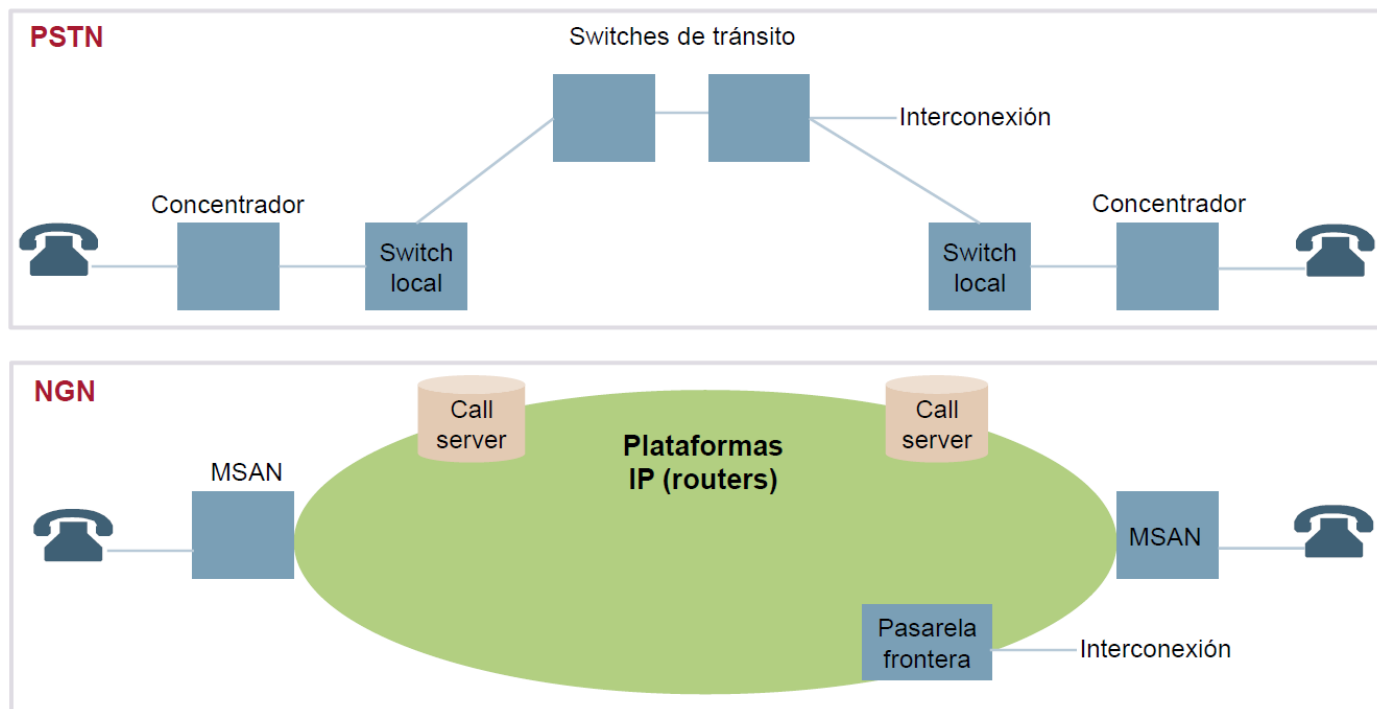 PSTN
Switches de tránsito
Interconexión
Concentrador
Concentrador
Switch
local
Switch
local
NGN
Call
server
Call
server
Plataformas
IP (routers)
MSAN
MSAN
Pasarela
frontera
Interconexión